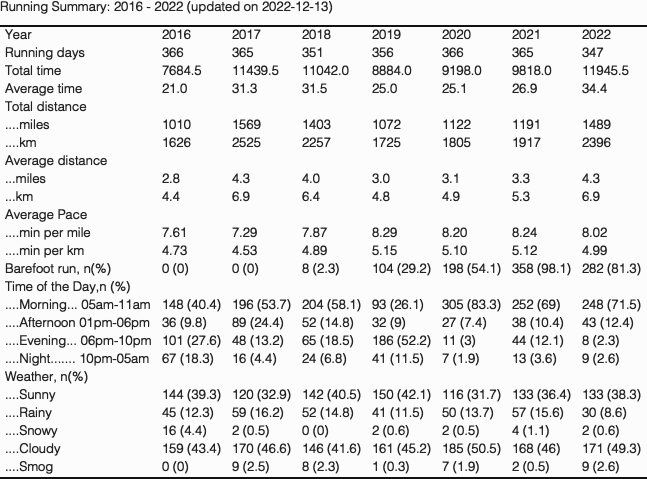 Running Summary: 2016 - 2022 (updated on 2022-12-13)
Year 2016 2017 2018 2019 2020 2021 2022
Running days 366 365 351 356 366 365 347
Total time 7684.5 11439.5 11042.0 8884.0 9198.0 9818.0 11945.5
Average time 21.0 31.3 31.5 25.0 25.1 26.9 34.4
Total distance
....miles 1010 1569 1403 1072 1122 1191 1489
....km 1626 2525 2257 1725 1805 1917 2396
Average distance
...miles 2.8 4.3 4.0 3.0 3.1 3.3 4.3
...km 4.4 6.9 6.4 4.8 4.9 5.3 6.9
Average Pace
....min per mile 7.61 7.29 7.87 8.29 8.20 8.24 8.02
....min per km 4.73 4.53 4.89 5.15 5.10 5.12 4.99
Barefoot run, n(%) 0 (0) 0 (0) 8 (2.3) 104 (29.2) 198 (54.1) 358 (98.1) 282 (81.3)
Time of the Day,n (%)
....Morning... 05am-11am 148 (40.4) 196 (53.7) 204 (58.1) 93 (26.1) 305 (83.3) 252 (69) 248 (71.5)
....Afternoon 01pm-06pm 36 (9.8) 89 (24.4) 52 (14.8) 32 (9) 27 (7.4) 38 (10.4) 43 (12.4)
....Evening... 06pm-10pm 101 (27.6) 48 (13.2) 65 (18.5) 186 (52.2) 11 (3) 44 (12.1) 8 (2.3)
....Night....... 10pm-05am 67 (18.3) 16 (4.4) 24 (6.8) 41 (11.5) 7 (1.9) 13 (3.6) 9 (2.6)
Weather, n(%)
....Sunny 144 (39.3) 120 (32.9) 142 (40.5) 150 (42.1) 116 (31.7) 133 (36.4) 133 (38.3)
....Rainy 45 (12.3) 59 (16.2) 52 (14.8) 41 (11.5) 50 (13.7) 57 (15.6) 30 (8.6)
....Snowy 16 (4.4) 2 (0.5) 0 (0) 2 (0.6) 2 (0.5) 4 (1.1) 2 (0.6)
....Cloudy 159 (43.4) 170 (46.6) 146 (41.6) 161 (45.2) 185 (50.5) 168 (46) 171 (49.3)
....Smog 0 (0) 9 (2.5) 8 (2.3) 1 (0.3) 7 (1.9) 2 (0.5) 9 (2.6)